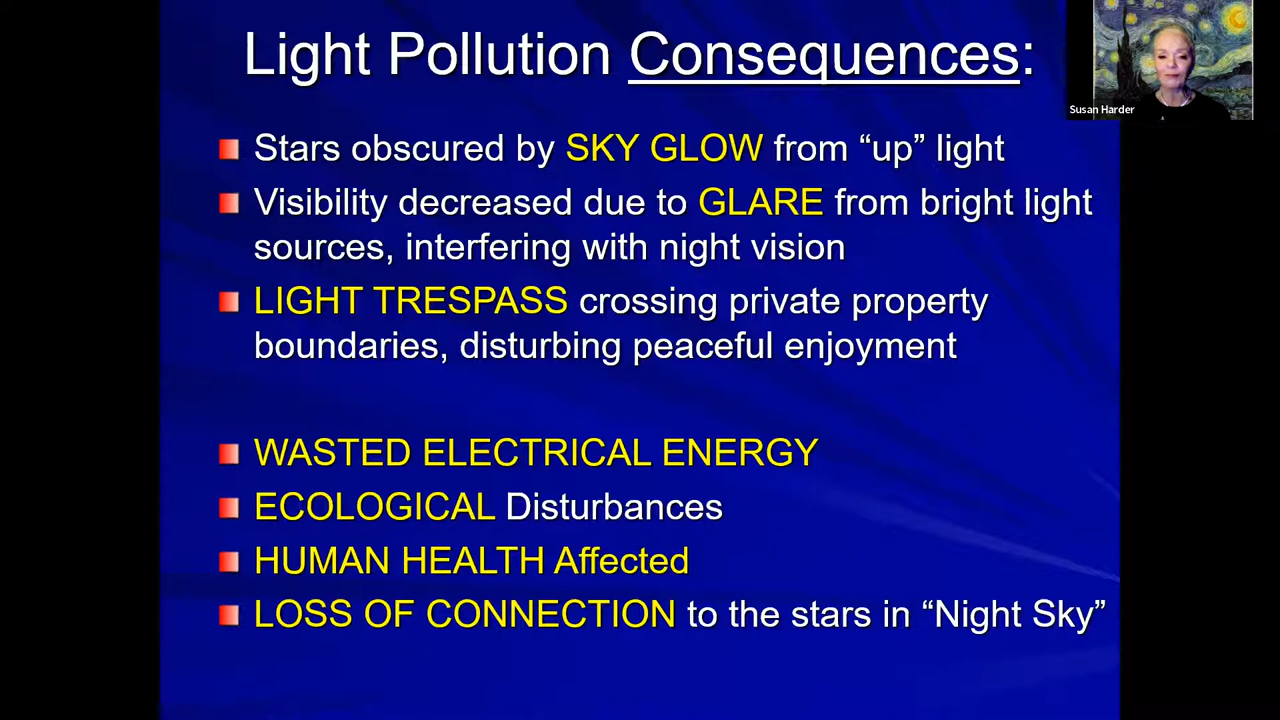 Light Pollution Consequences:
Susan Harder
Stars obscured by SKY GLOW from “up” light
Visibility decreased due to GLARE from bright light
sources, interfering with night vision
LIGHT TRESPASS crossing private property
boundaries, disturbing peaceful enjoyment
WASTED ELECTRICAL ENERGY
ECOLOGICAL Disturbances
HUMAN HEALTH Affected
LOSS OF CONNECTION to the stars in “Night Sky”